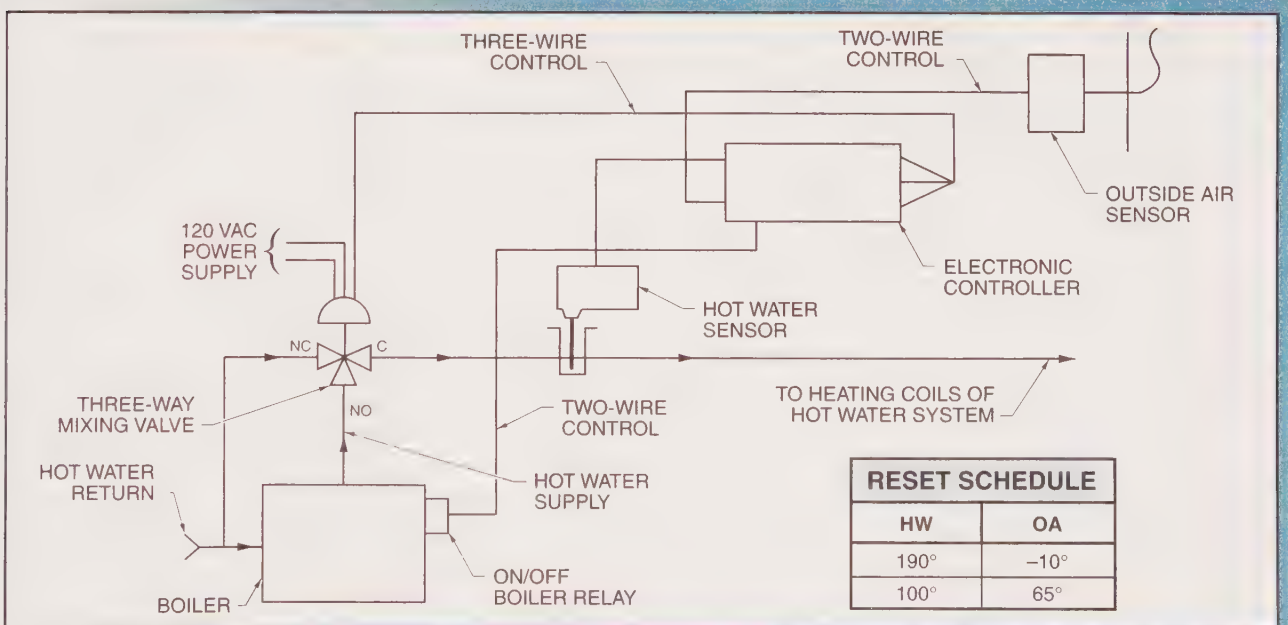 THREE-WIRE
CONTROL
TWO-WIRE
CONTROL
OUTSIDE AIR
SENSOR
120 VAC
POWER
SUPPLY
ELECTRONIC
CONTROLLER
HOT WATER
SENSOR
NC
C
THREE-WAY
MIXING VALVE
NO
TWO-WIRE
CONTROL
TO HEATING COILS OF
HOT WATER SYSTEM
HOT WATER
RETURN
HOT WATER
SUPPLY
BOILER
ON/OFF
BOILER RELAY
RESET SCHEDULE
HW OA
190° –10°
100° 65°